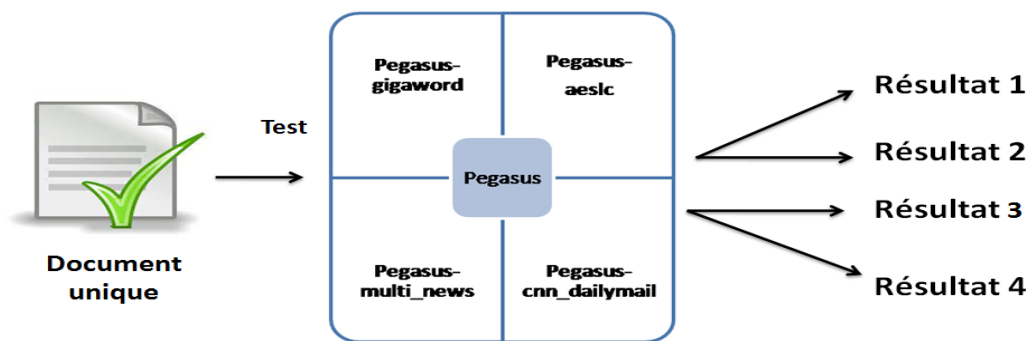 Document
unique
Test
Pegasus-
gigaword
Pegasus-
aeslc
Pegasus
Pegasus-
multi_news
Pegasus-
cnn_dailymail
Résultat 1
Résultat 2
Résultat 3
Résultat 4